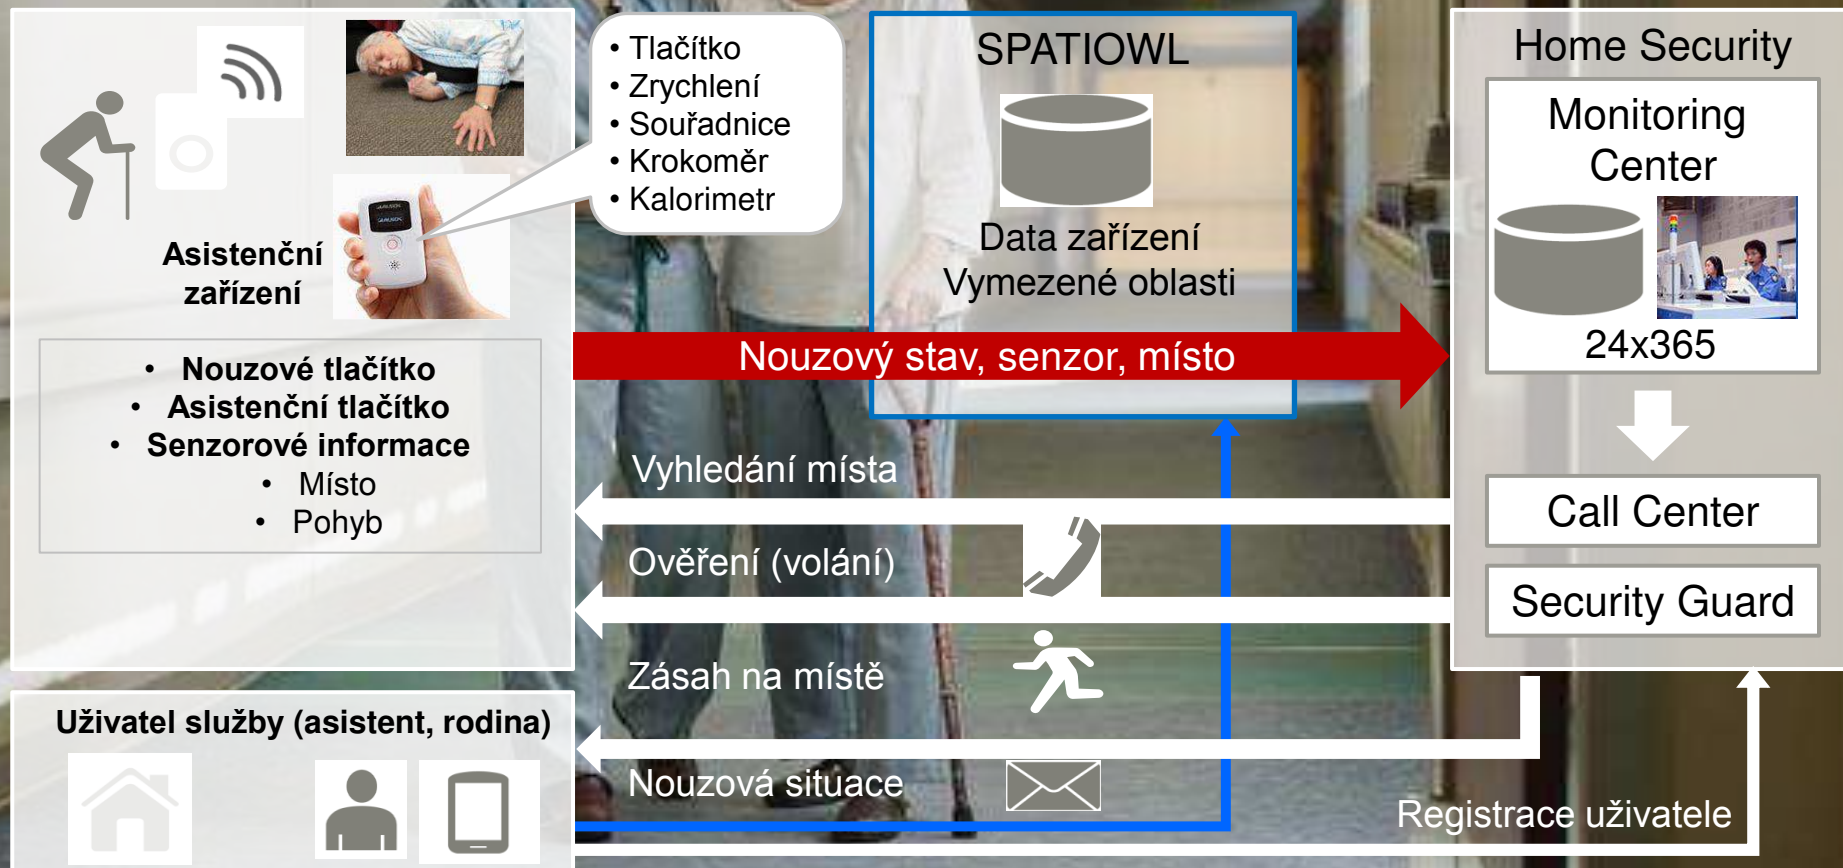 • Tlačítko
• Zrychlení
• Souřadnice
• Krokoměr
• Kalorimetr
Asistenční
zařízení
• Nouzové tlačítko
• Asistenční tlačítko
• Senzorové informace
• Místo
• Pohyb
SPATIOWL
Data zařízení
Vymezené oblasti
Nouzový stav, senzor, místo
Home Security
Monitoring
Center
24x365
Call Center
Security Guard
Vyhledání místa
Ověření (volání)
Zásah na místě
Nouzová situace
Registrace uživatele
Uživatel služby (asistent, rodina)